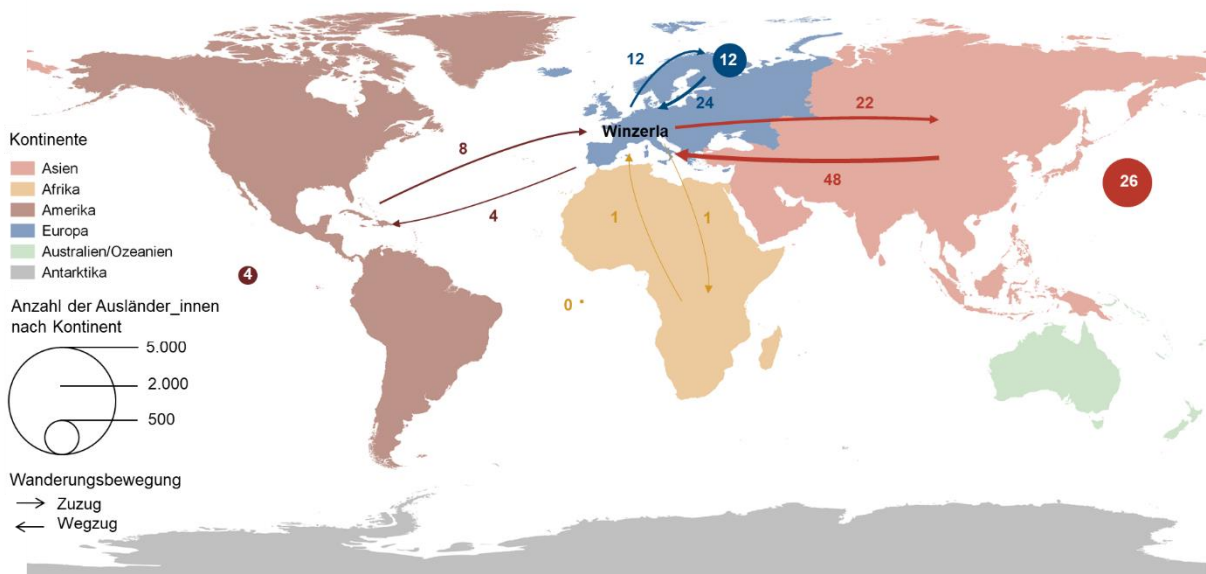 12
12
24
22
Winzerla
8
48
26
4
1
1
4
0
Kontinente
Asien
Afrika
Amerika
Europa
Australien/Ozeanien
Antarktika
Anzahl der Ausländer_innen
nach Kontinent
5.000
2.000
500
Wanderungsbewegung
Zuzug
Wegzug